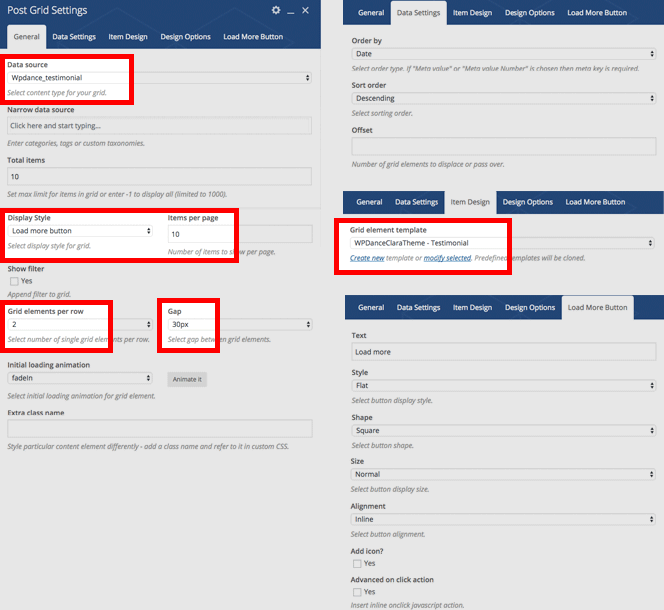 Post Grid Settings
General Data Settings Item Design Design Options Load More Button
Data source
Wpdance_testimonial
Select content type for your grid.
Narrow data source
Click here and start typing...
Enter categories, tags or custom taxonomies.
Total items
10
Set max limit for items in grid or enter -1 to display all (limited to 1000).
Display Style Items per page
Load more button 10
Select display style for grid. Number of items to show per page.
Show filter
Yes
Append filter to grid.
Grid elements per row Gap
2 30px
Select number of single grid elements per row. Select gap between grid elements.
Initial loading animation
fadeIn Animate it
Select initial loading animation for grid element.
Extra class name
Style particular content element differently - add a class name and refer to it in custom CSS.
General Data Settings Item Design Design Options Load More Button
Order by
Date
Select order type. If "Meta value" or "Meta value Number" is chosen then meta key is required.
Sort order
Descending
Select sorting order.
Offset
Number of grid elements to displace or pass over.
General Data Settings Item Design Design Options Load More Button
Grid element template
WPDanceClaraTheme - Testimonial
Create new template or modify selected. Predefined templates will be cloned.
General Data Settings Item Design Design Options Load More Button
Text
Load more
Style
Flat
Select button display style.
Shape
Square
Select button shape.
Size
Normal
Select button display size.
Alignment
Inline
Select button alignment.
Add icon?
Yes
Advanced on click action
Yes
Insert inline onclick javascript action.